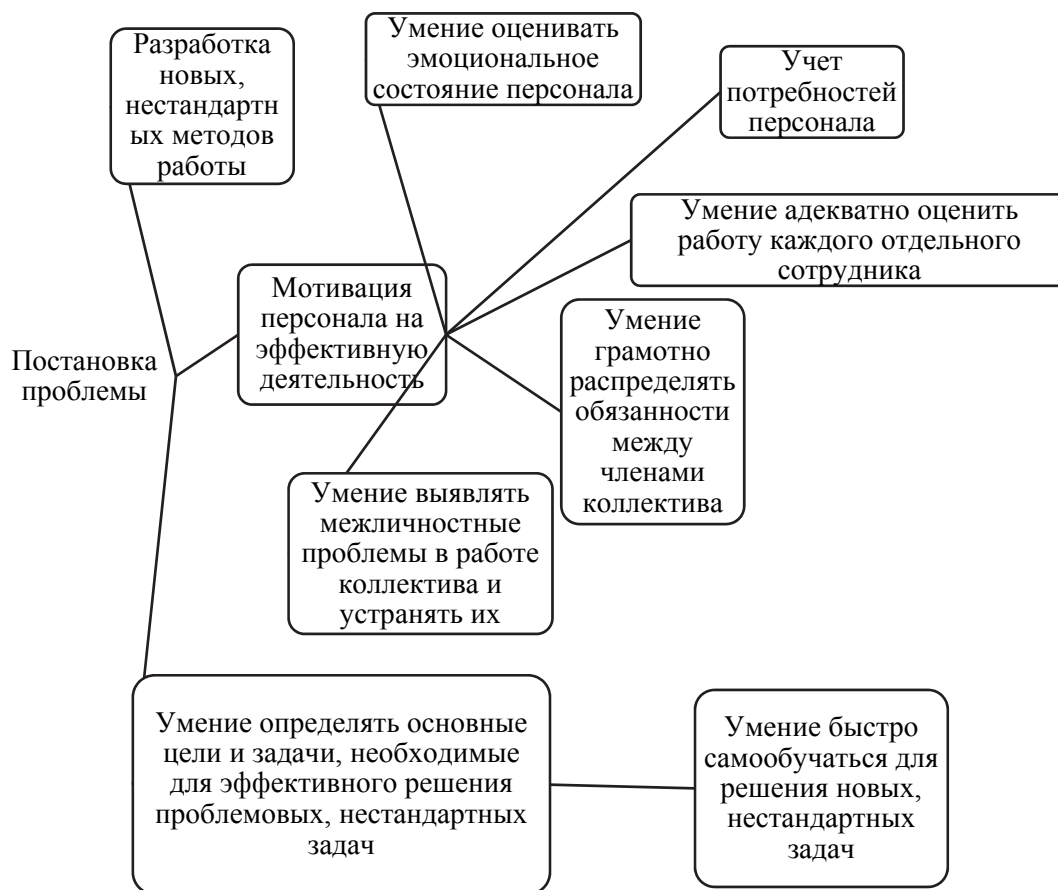 Разработка
новых,
нестандартн
ых методов
работы
Умение оценивать
эмоциональное
состояние персонала
Учет
потребностей
персонала
Умение адекватно оценить
работу каждого отдельного
сотрудника
Мотивация
персонала на
эффективную
деятельность
Умение
грамотно
распределять
обязанности
между
членами
коллектива
Постановка
проблемы
Умение выявлять
межличностные
проблемы в работе
коллектива и
устранять их
Умение определять основные
цели и задачи, необходимые
для эффективного решения
проблемовых, нестандартных
задач
Умение быстро
самообучаться для
решения новых,
нестандартных
задач